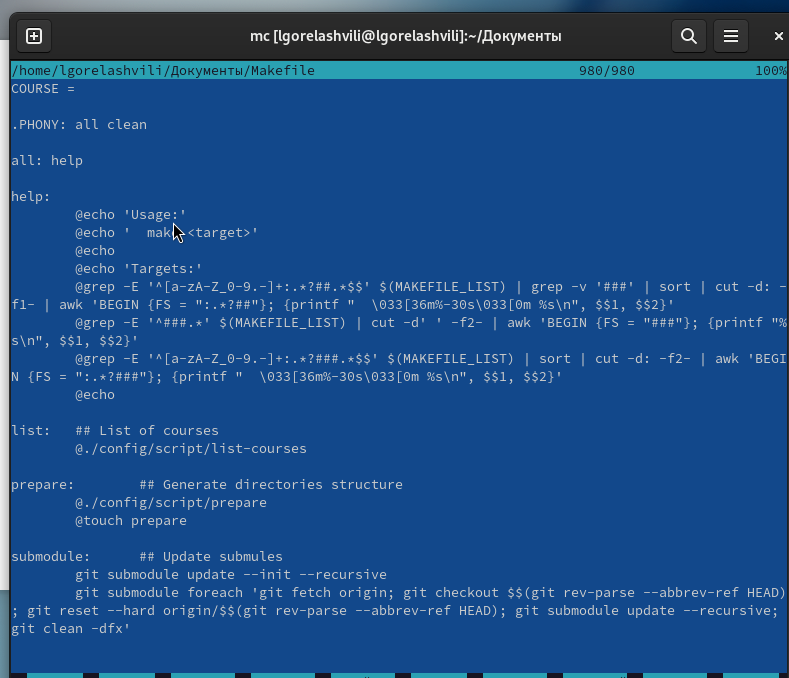 mc [lgorelashvili@lgorelashvili]:~/Документы
/home/lgorelashvili/Документы/Makefile 980/980 100%
COURSE =
.PHONY: all clean
all: help
help:
@echo 'Usage:'
@echo '  mak <target>'
@echo
@echo 'Targets:'
@grep -E '^[a-zA-Z_0-9.-]+:.*?##.*$$' $(MAKEFILE_LIST) | grep -v '###' | sort | cut -d: -
f1- | awk 'BEGIN {FS = ":.*?##"}; {printf "  \033[36m%-30s\033[0m %s\n", $$1, $$2}'
@grep -E '^###.*' $(MAKEFILE_LIST) | cut -d' ' -f2- | awk 'BEGIN {FS = "###"}; {printf "%
s\n", $$1, $$2}'
@grep -E '^[a-zA-Z_0-9.-]+:.*?###.*$$' $(MAKEFILE_LIST) | sort | cut -d: -f2- | awk 'BEGI
N {FS = ":.*?###"}; {printf "  \033[36m%-30s\033[0m %s\n", $$1, $$2}'
@echo
list:   ## List of courses
@./config/script/list-courses
prepare:        ## Generate directories structure
@./config/script/prepare
@touch prepare
submodule:      ## Update submules
git submodule update --init --recursive
git submodule foreach 'git fetch origin; git checkout $$(git rev-parse --abbrev-ref HEAD)
; git reset --hard origin/$$(git rev-parse --abbrev-ref HEAD); git submodule update --recursive;
git clean -dfx'